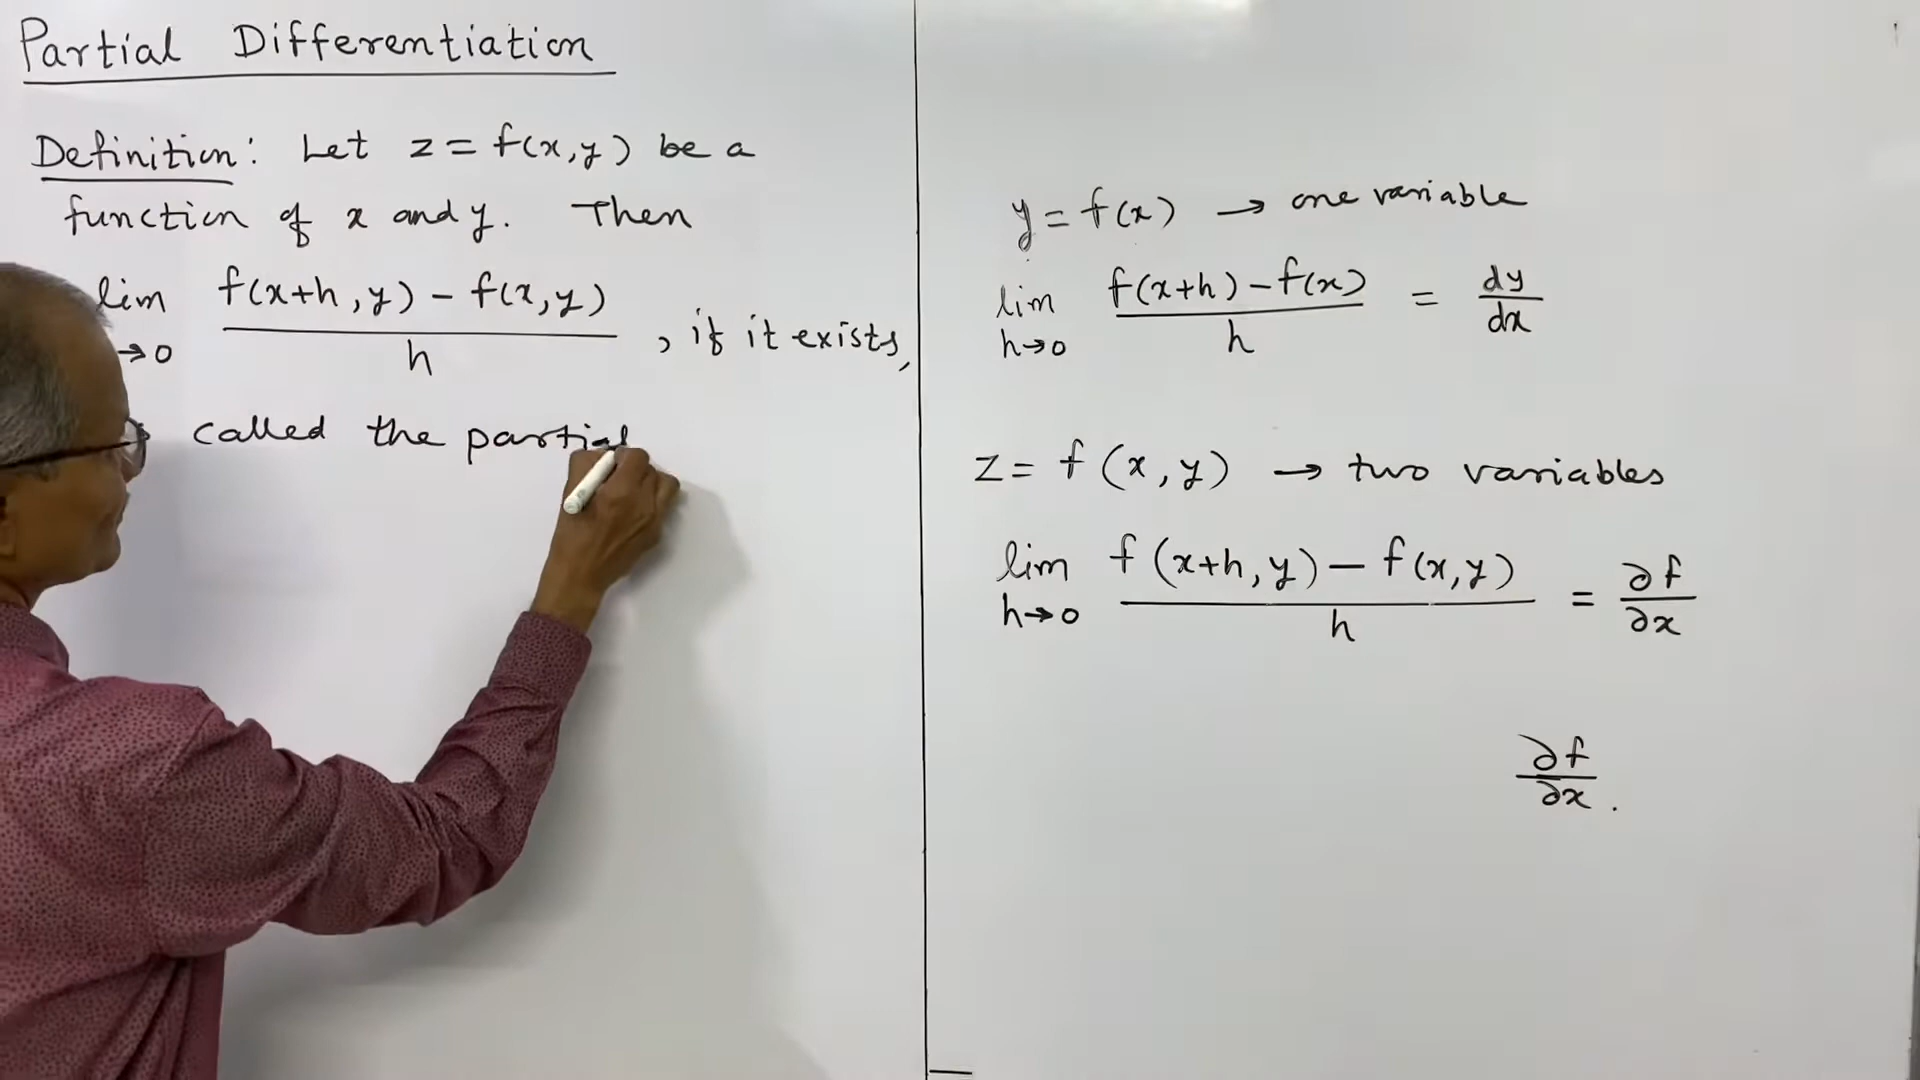 Partial Differentiation
Definition: Let z = f(x,y) be a
function of x and y. Then
lim f(x+h,y) - f(x,y)
→0 h , if it exists,
called the partial
y = f(x) → one variable
lim f(x+h) - f(x) = dy
h→0 h dx
z = f(x,y) → two variables
lim f(x+h,y) - f(x,y) = ∂f
h→0 h ∂x
∂f
∂x .